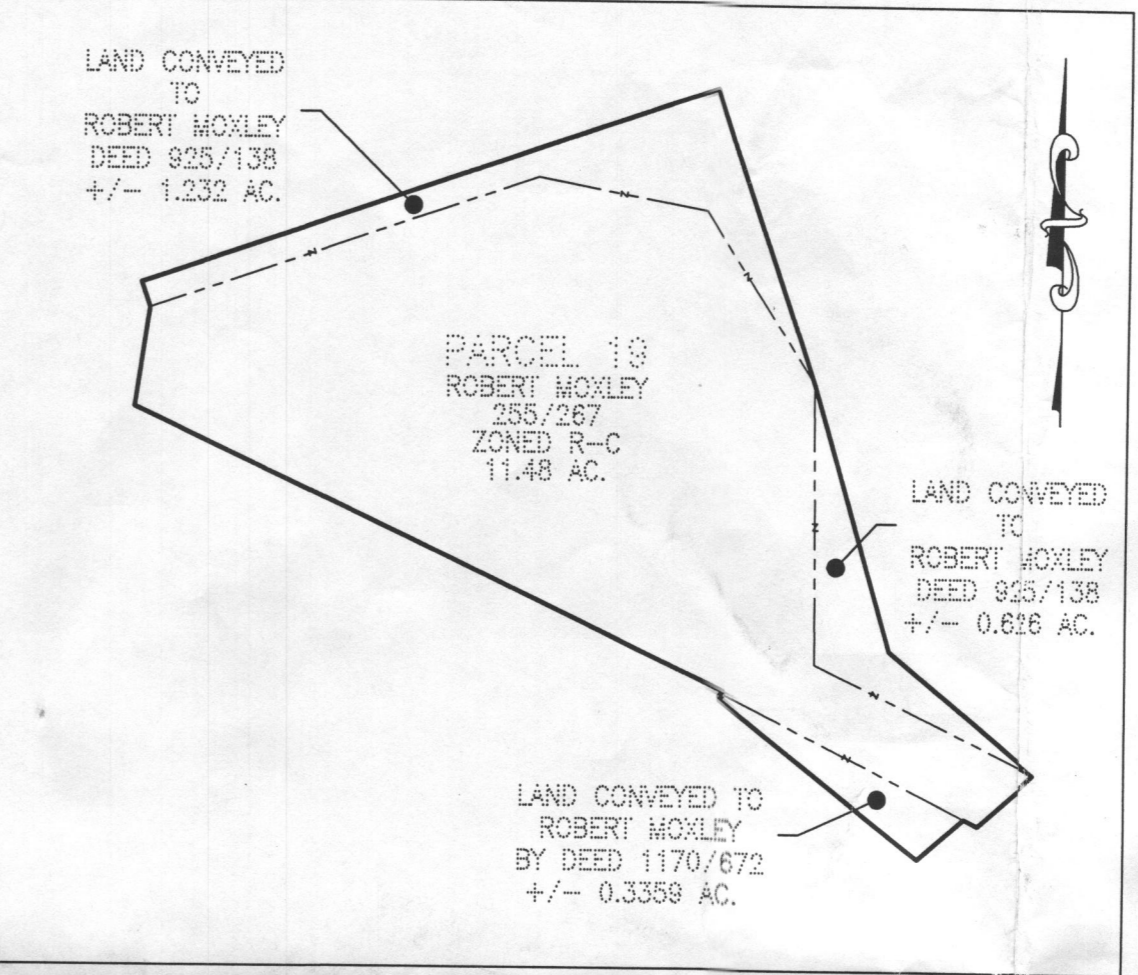 LAND CONVEYED
TO
ROBERT MOXLEY
DEED 925/138
+/- 1.232 AC.
PARCEL 19
ROBERT MOXLEY
255/267
ZONED R-C
11.48 AC.
LAND CONVEYED
TO
ROBERT MOXLEY
DEED 925/138
+/- 0.626 AC.
LAND CONVEYED TO
ROBERT MOXLEY
BY DEED 1170/672
+/- 0.3359 AC.